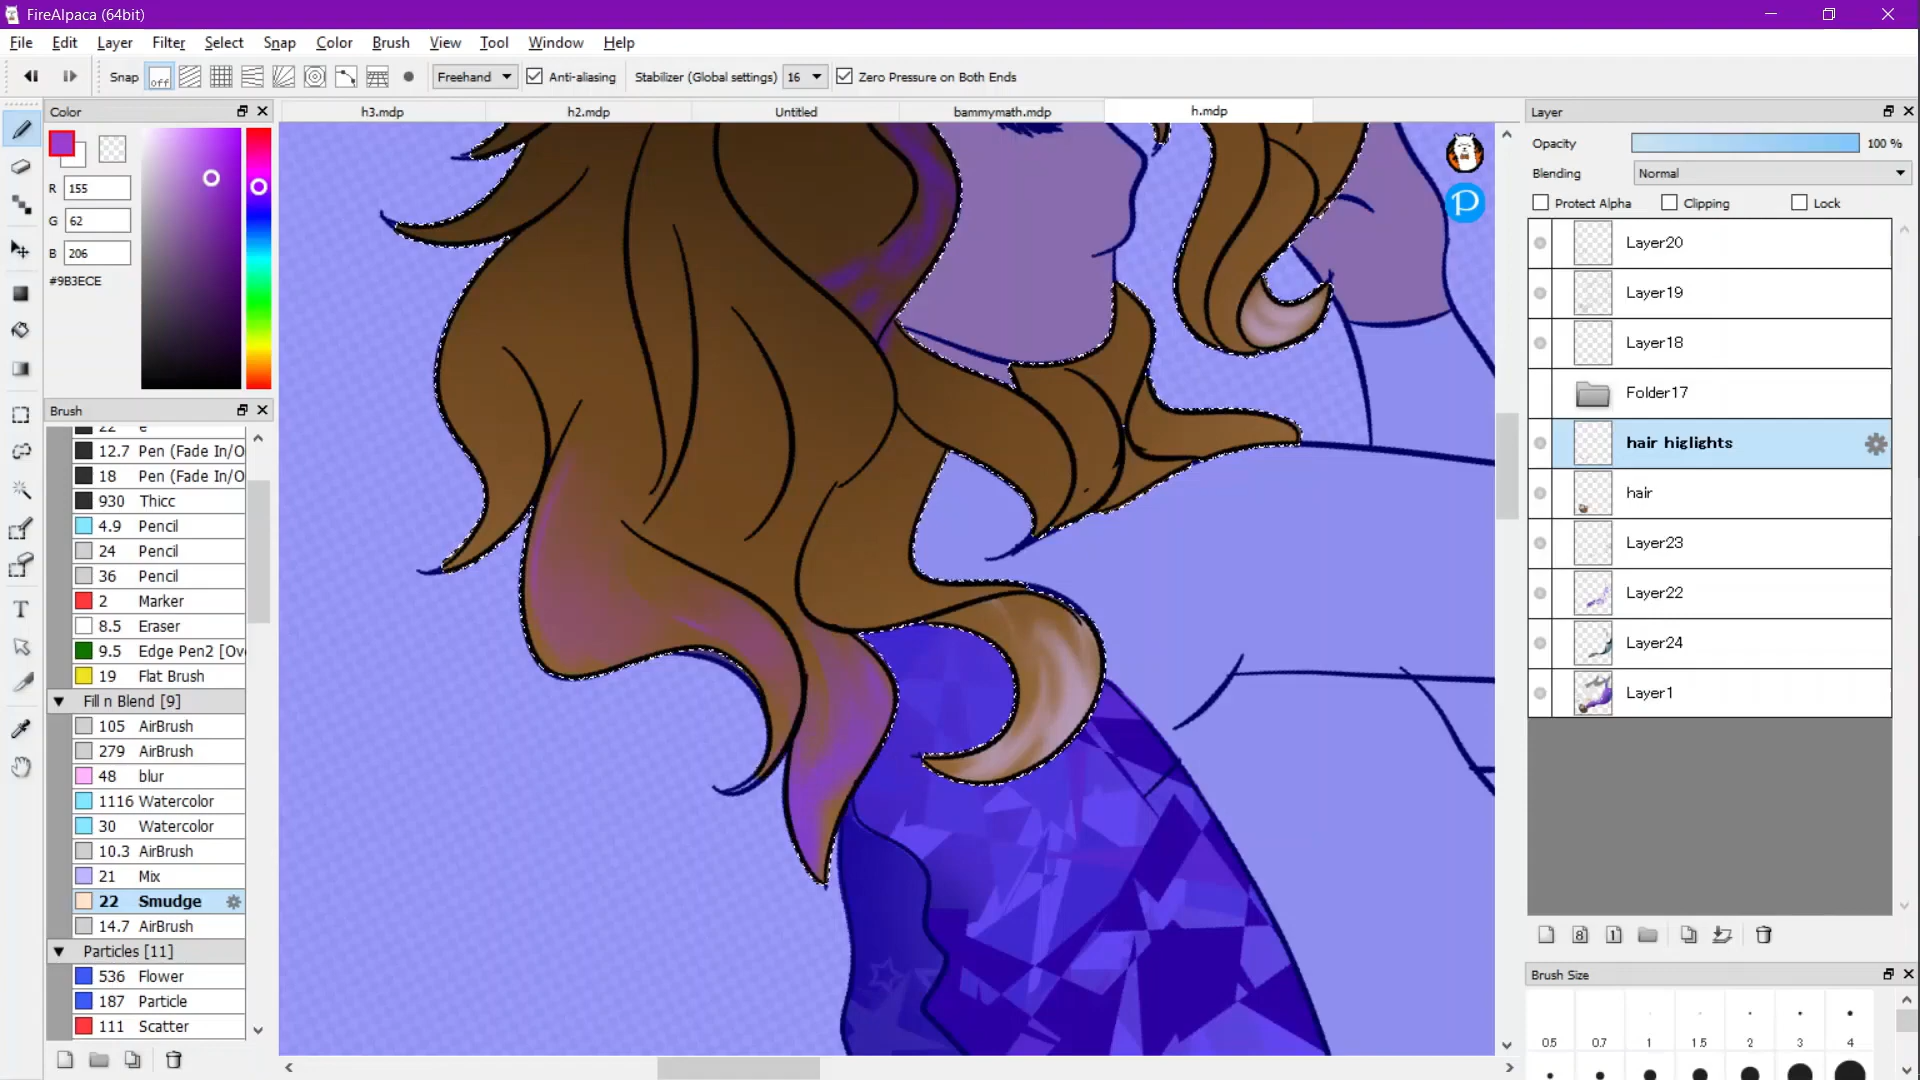 FireAlpaca (64bit)
File Edit Layer Filter Select Snap Color Brush View Tool Window Help
Snap off Freehand Anti-aliasing Stabilizer (Global settings) 16 Zero Pressure on Both Ends
Color
h3.mdp h2.mdp Untitled bammymath.mdp h.mdp
Layer
Opacity 100 %
Blending Normal
Protect Alpha Clipping Lock
R 155
G 62
B 206
#9B3ECE
Brush
12.7 Pen (Fade In/O
18 Pen (Fade In/O
930 Thicc
4.9 Pencil
24 Pencil
36 Pencil
2 Marker
8.5 Eraser
9.5 Edge Pen2 [Ov
19 Flat Brush
Fill n Blend [9]
105 AirBrush
279 AirBrush
48 blur
1116 Watercolor
30 Watercolor
10.3 AirBrush
21 Mix
22 Smudge
14.7 AirBrush
Particles [11]
536 Flower
187 Particle
111 Scatter
Layer20
Layer19
Layer18
Folder17
hair higlights
hair
Layer23
Layer22
Layer24
Layer1
8 1
Brush Size
0.5 0.7 1 1.5 2 3 4